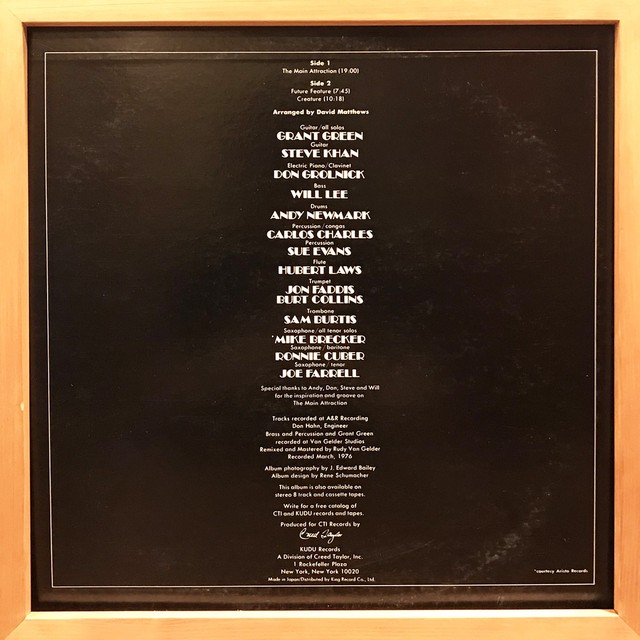 Side 1
The Main Attraction (19:00)
Side 2
Future Feature (7:45)
Creature (10:18)
Arranged by David Matthews
Guitar/all solos
GRANT GREEN
Guitar
STEVE KHAN
Electric Piano/Clavinet
DON GROLNICK
Bass
WILL LEE
Drums
ANDY NEWMARK
Percussion/congas
CARLOS CHARLES
Percussion
SUE EVANS
Flute
HUBERT LAWS
Trumpet
JON FADDIS
BURT COLLINS
Trombone
SAM BURTIS
Saxophone/all tenor solos
*MIKE BRECKER
Saxophone/baritone
RONNIE CUBER
Saxophone/tenor
JOE FARRELL
Special thanks to Andy, Don, Steve and Will
for the inspiration and groove on
The Main Attraction
Tracks recorded at A&R Recording
Don Hahn, Engineer
Brass and Percussion and Grant Green
recorded at Van Gelder Studios
Remixed and Mastered by Rudy Van Gelder
Recorded March, 1976
Album photography by J. Edward Bailey
Album design by Rene Schumacher
This album is also available on
stereo 8 track and cassette tapes.
Write for a free catalog of
CTI and KUDU records and tapes.
Produced for CTI Records by
Creed Taylor
KUDU Records
A Division of Creed Taylor, Inc.
1 Rockefeller Plaza
New York, New York 10020
Made in Japan/Distributed by King Record Co., Ltd.
*courtesy Arista Records